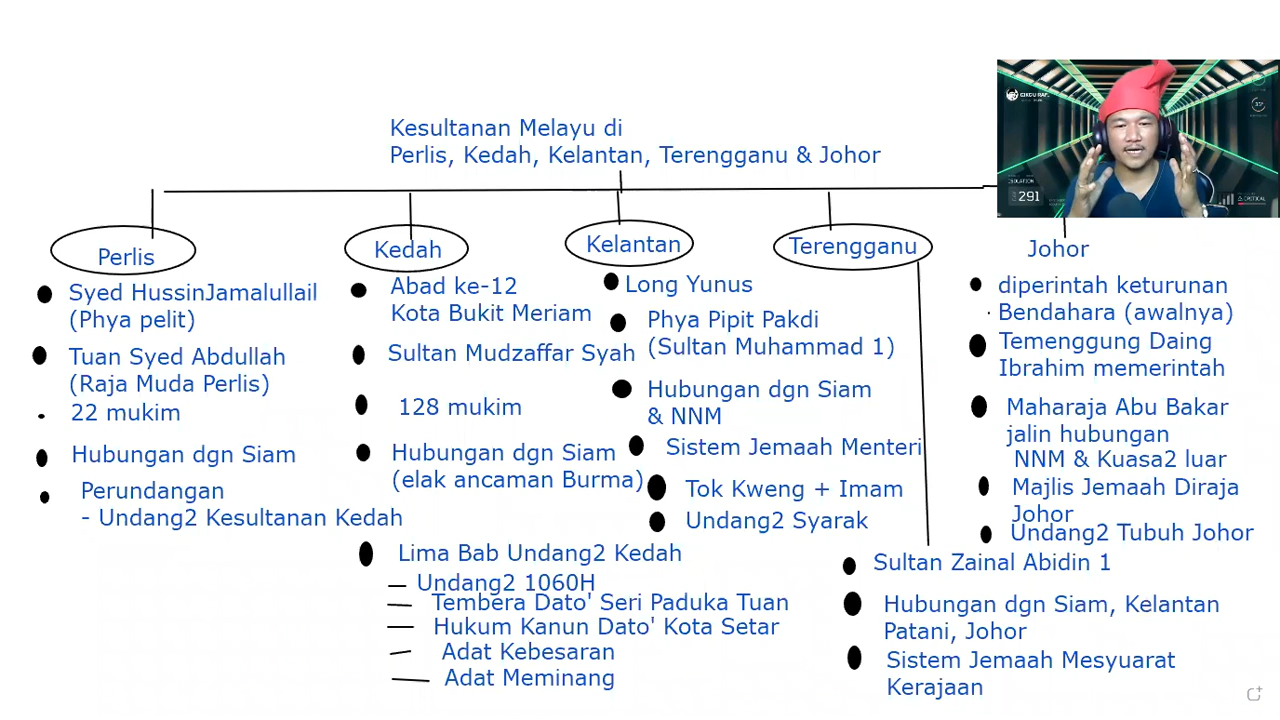 Kesultanan Melayu di
Perlis, Kedah, Kelantan, Terengganu & Johor
CIKGU RAF
ISOLATION
291
CRITICAL
Perlis
Syed HussinJamalullail
(Phya pelit)
Tuan Syed Abdullah
(Raja Muda Perlis)
22 mukim
Hubungan dgn Siam
Perundangan
- Undang2 Kesultanan Kedah
Kedah
Abad ke-12
Kota Bukit Meriam
Sultan Mudzaffar Syah
128 mukim
Hubungan dgn Siam
(elak ancaman Burma)
Lima Bab Undang2 Kedah
Undang2 1060H
Tembera Dato' Seri Paduka Tuan
Hukum Kanun Dato' Kota Setar
Adat Kebesaran
Adat Meminang
Kelantan
Long Yunus
Phya Pipit Pakdi
(Sultan Muhammad 1)
Hubungan dgn Siam
& NNM
Sistem Jemaah Menteri
Tok Kweng + Imam
Undang2 Syarak
Terengganu
Sultan Zainal Abidin 1
Hubungan dgn Siam, Kelantan
Patani, Johor
Sistem Jemaah Mesyuarat
Kerajaan
Johor
diperintah keturunan
Bendahara (awalnya)
Temenggung Daing
Ibrahim memerintah
Maharaja Abu Bakar
jalin hubungan
NNM & Kuasa2 luar
Majlis Jemaah Diraja
Johor
Undang2 Tubuh Johor